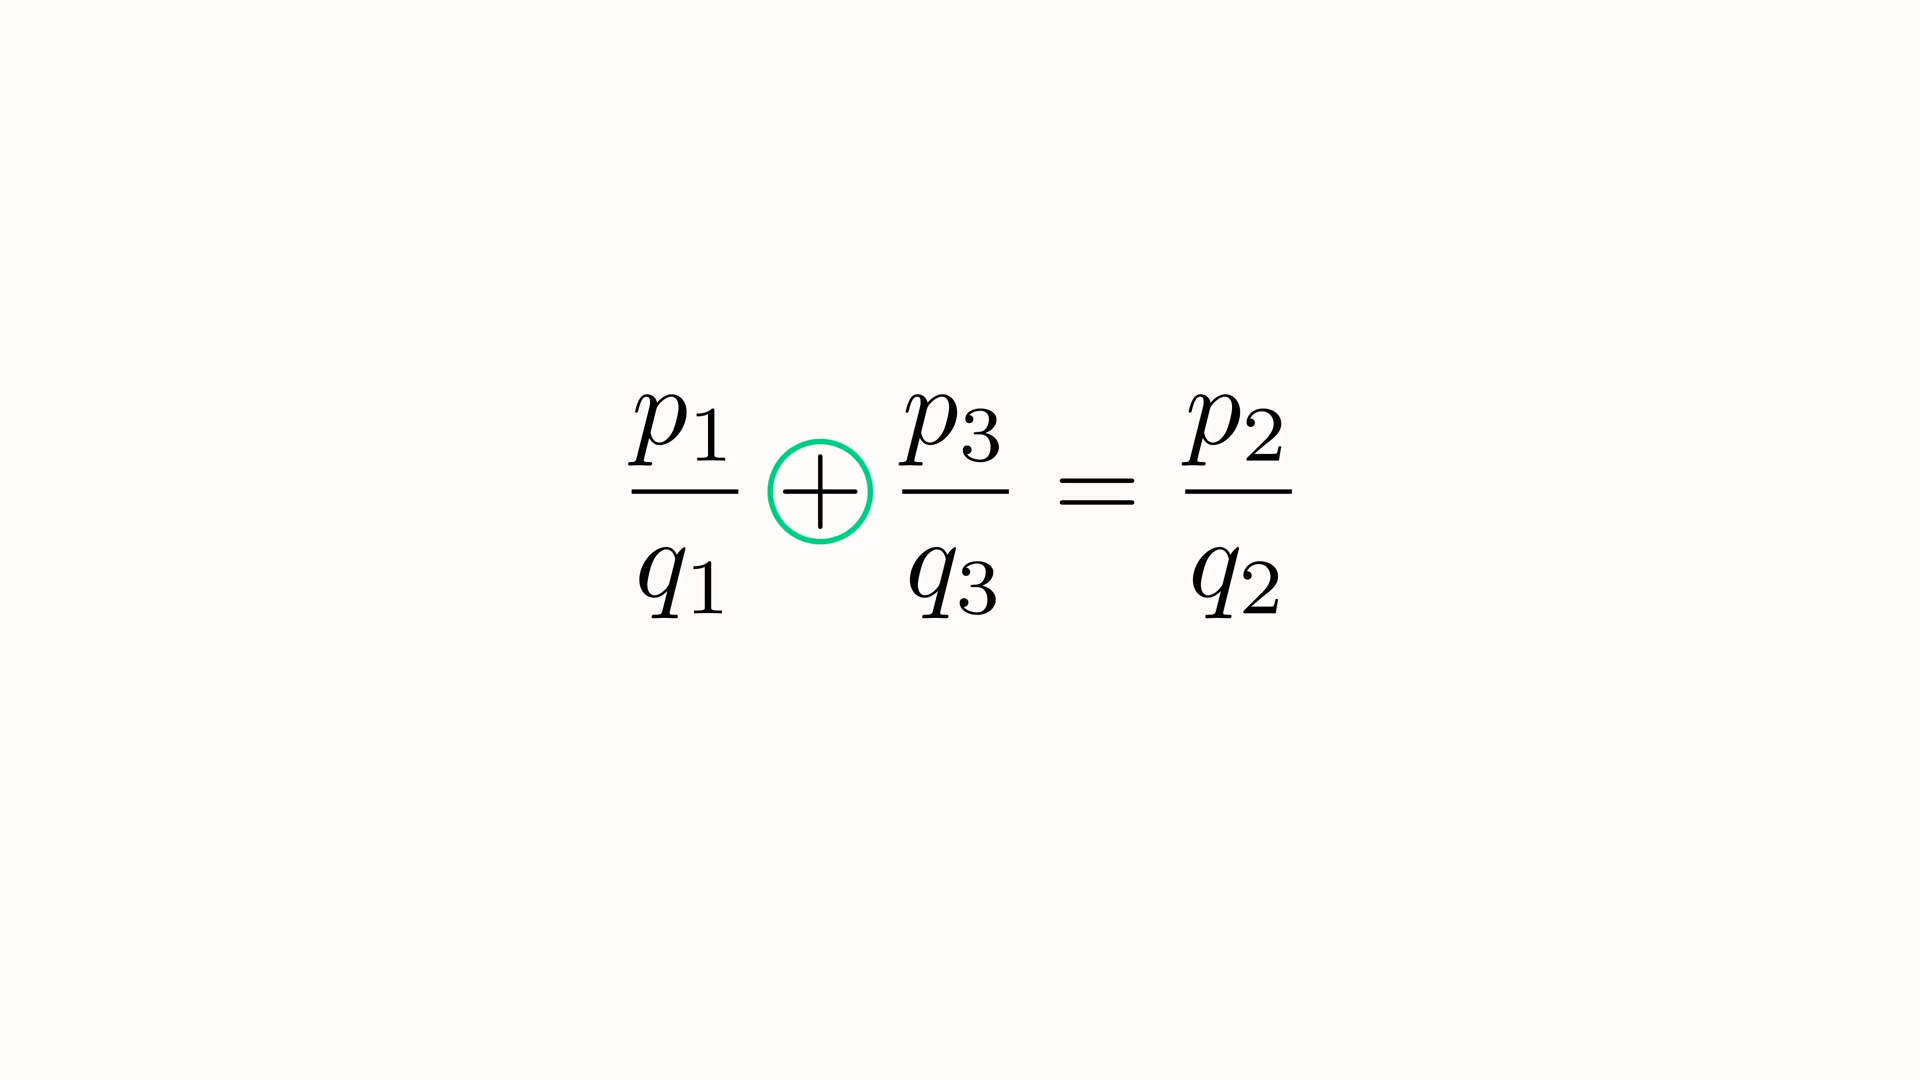 p₁/q₁ ⊕ p₃/q₃ = p₂/q₂